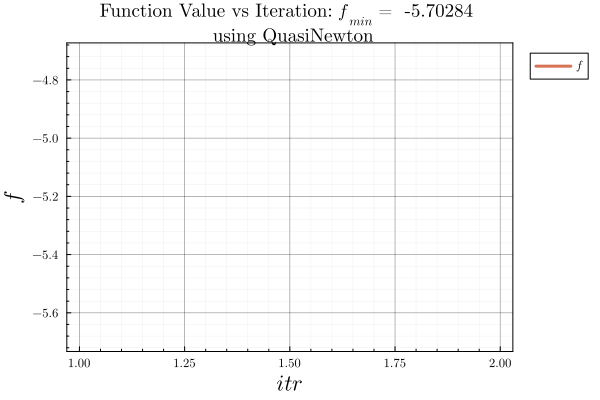 Function Value vs Iteration: f_min = -5.70284
using QuasiNewton
f
f
−4.8
−5.0
−5.2
−5.4
−5.6
1.00 1.25 1.50 1.75 2.00
itr